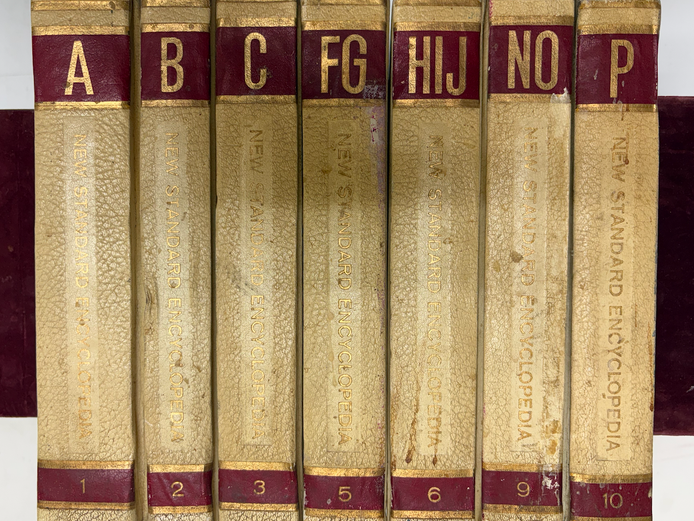 A
NEW STANDARD ENCYCLOPEDIA
1
B
NEW STANDARD ENCYCLOPEDIA
2
C
NEW STANDARD ENCYCLOPEDIA
3
FG
NEW STANDARD ENCYCLOPEDIA
5
HIJ
NEW STANDARD ENCYCLOPEDIA
6
NO
NEW STANDARD ENCYCLOPEDIA
9
P
NEW STANDARD ENCYCLOPEDIA
10